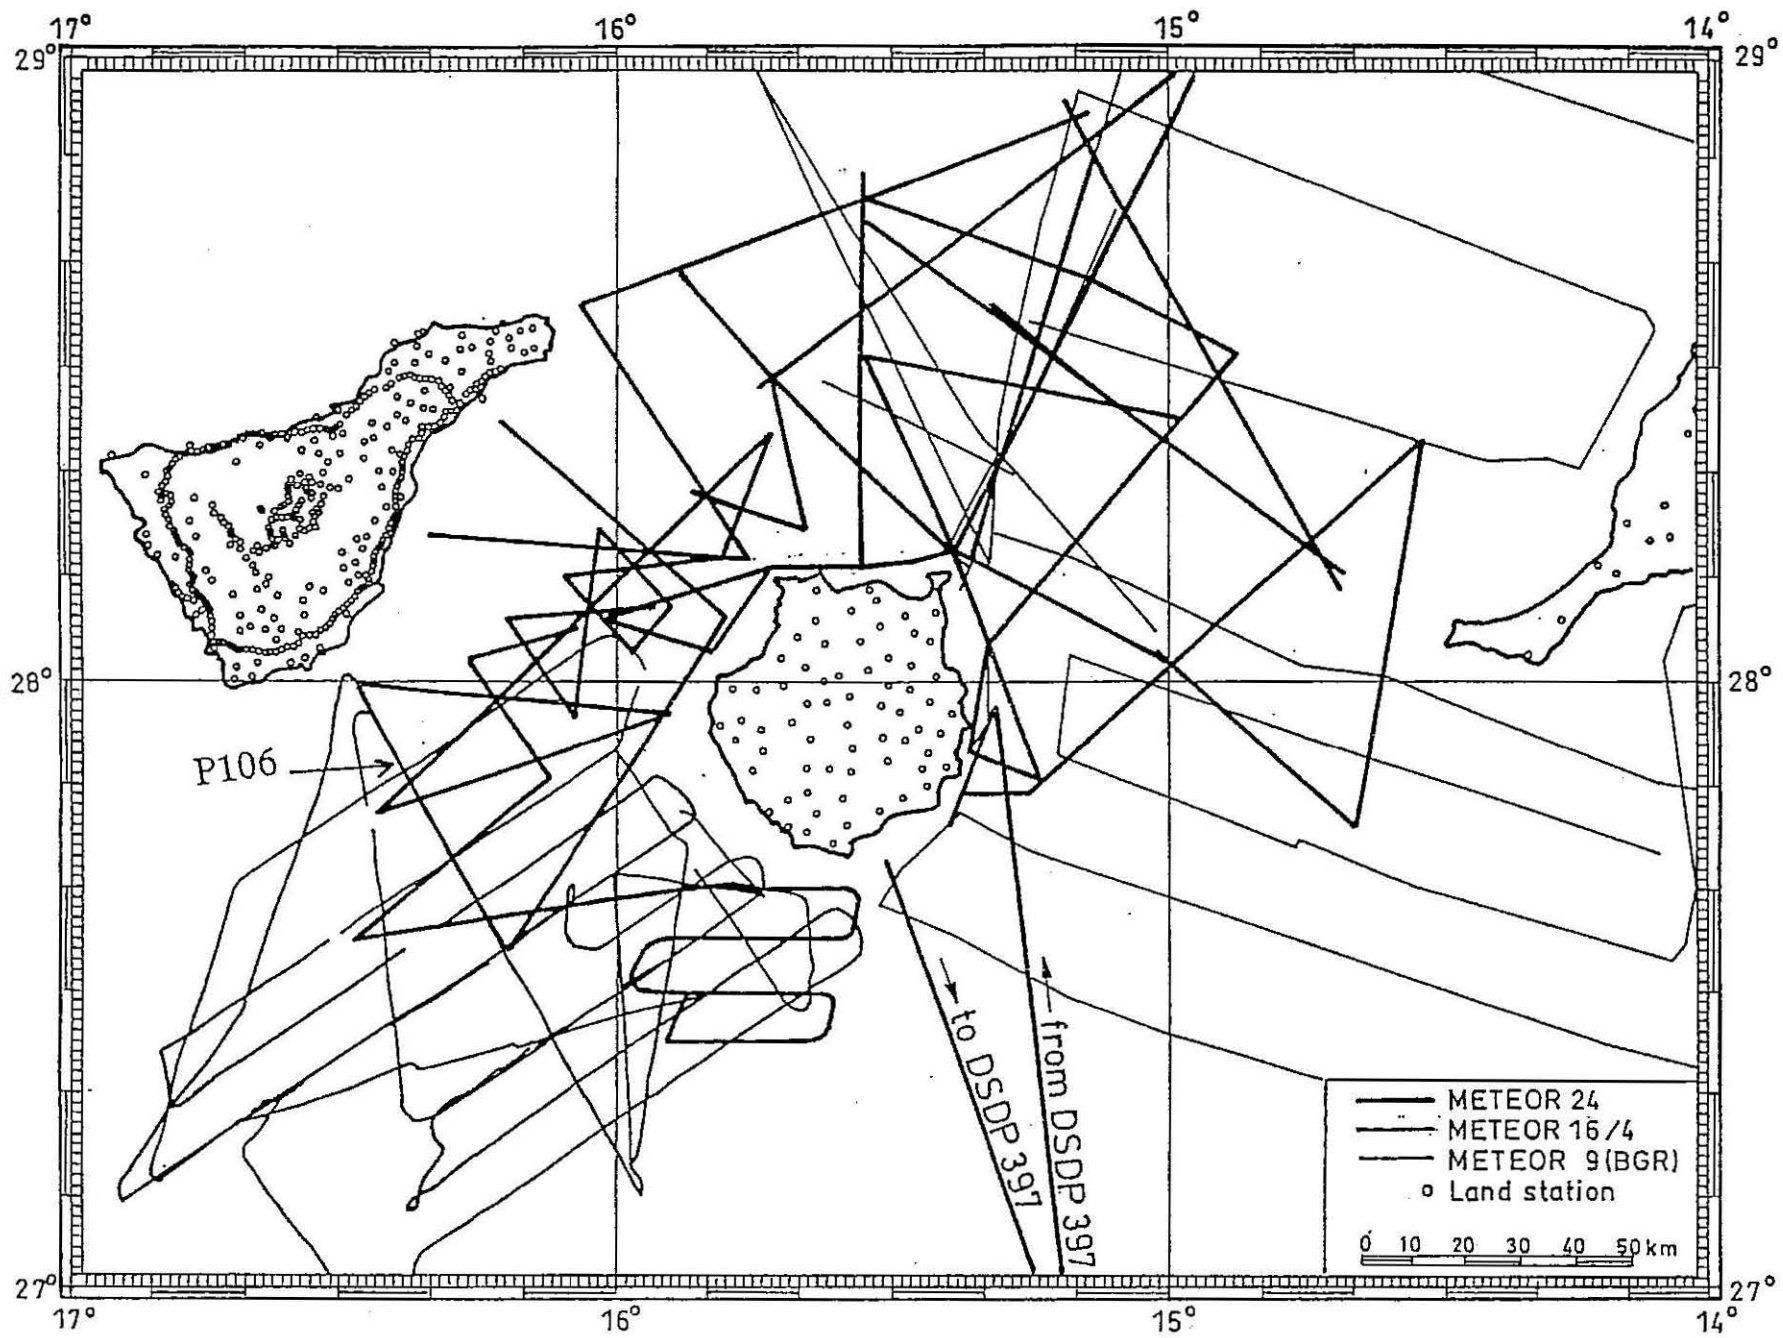 17° 16° 15° 14°
29° 29°
28° 28°
P106
to DSDP 397
from DSDP 397
METEOR 24
METEOR 16/4
METEOR 9(BGR)
Land station
0 10 20 30 40 50 km
27° 27°
17° 16° 15° 14°